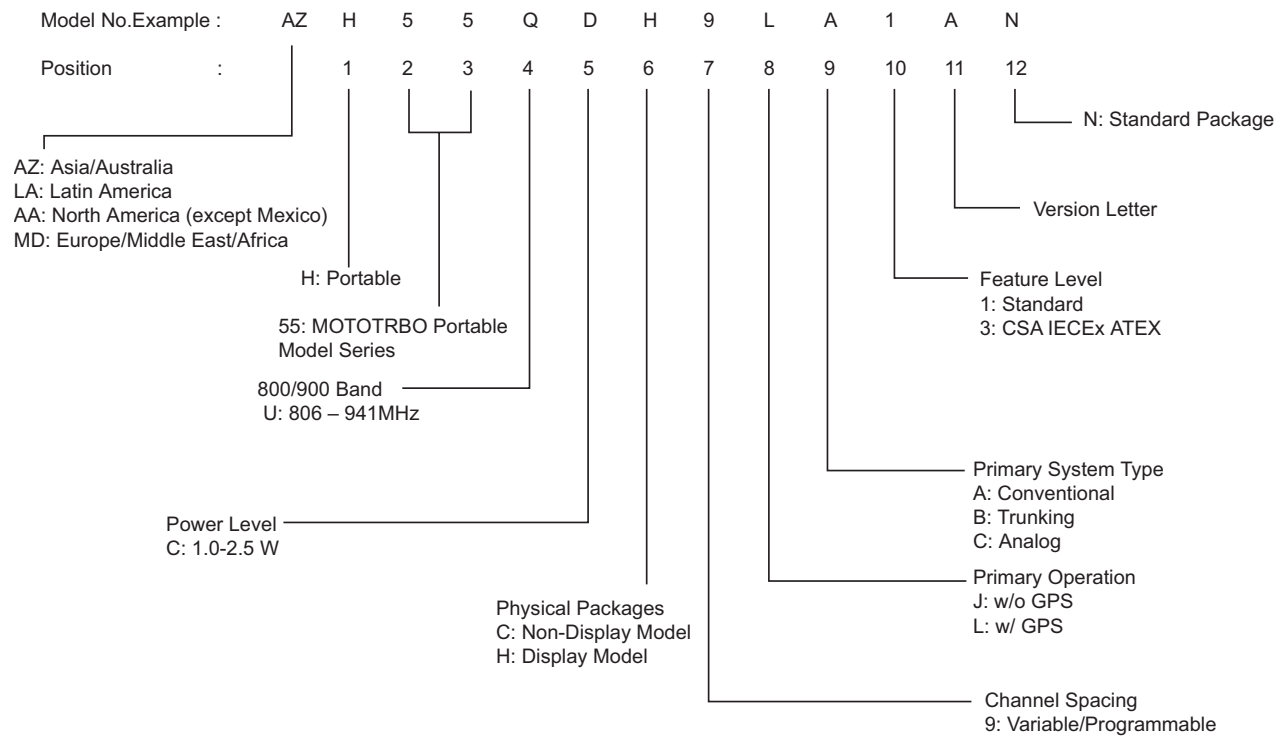 Model No.Example : AZ H 5 5 Q D H 9 L A 1 A N
Position : 1 2 3 4 5 6 7 8 9 10 11 12
N: Standard Package
AZ: Asia/Australia
LA: Latin America
AA: North America (except Mexico)
MD: Europe/Middle East/Africa
Version Letter
H: Portable
Feature Level
1: Standard
3: CSA IECEx ATEX
55: MOTOTRBO Portable
Model Series
800/900 Band
U: 806 – 941MHz
Primary System Type
A: Conventional
B: Trunking
C: Analog
Power Level
C: 1.0-2.5 W
Primary Operation
J: w/o GPS
L: w/ GPS
Physical Packages
C: Non-Display Model
H: Display Model
Channel Spacing
9: Variable/Programmable